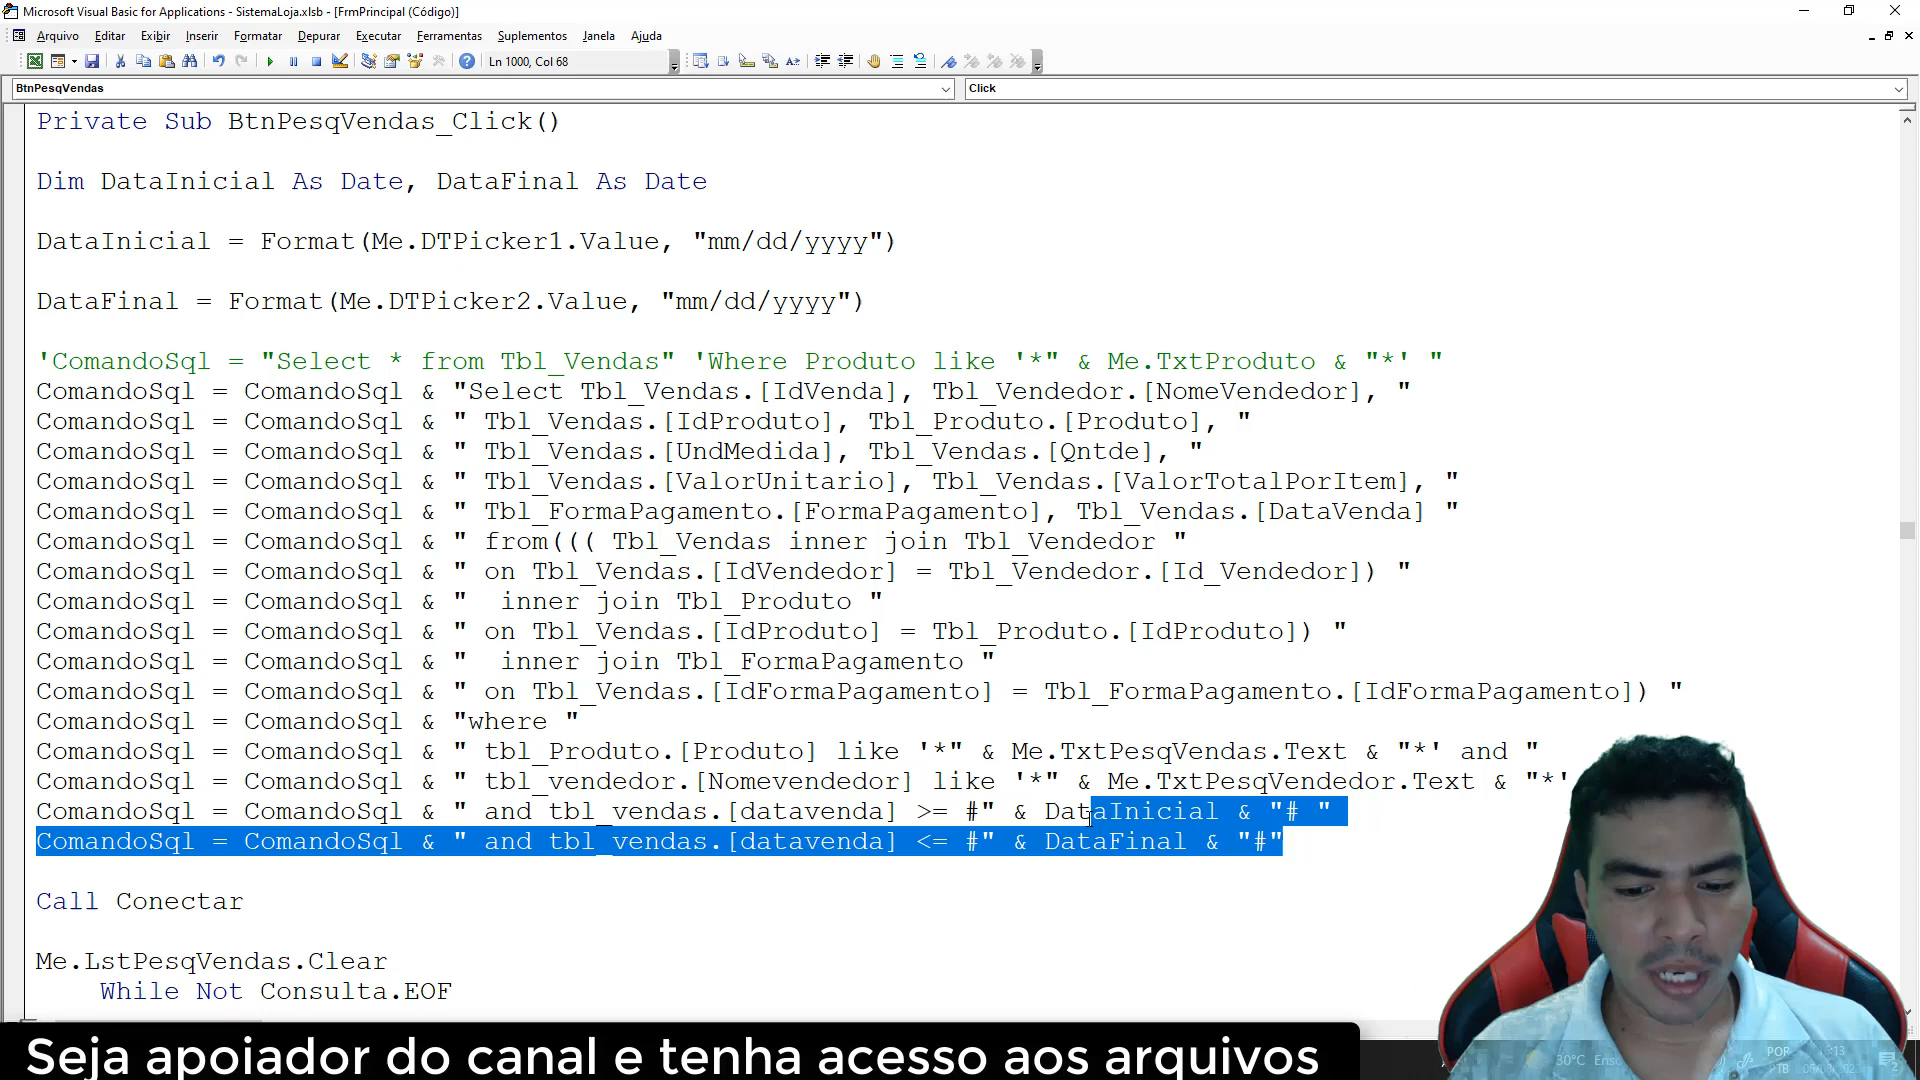 Microsoft Visual Basic for Applications - SistemaLoja.xlsb - [FrmPrincipal (Código)]
Arquivo Editar Exibir Inserir Formatar Depurar Executar Ferramentas Suplementos Janela Ajuda
Ln 1000, Col 68
BtnPesqVendas Click
Private Sub BtnPesqVendas_Click()
Dim DataInicial As Date, DataFinal As Date
DataInicial = Format(Me.DTPicker1.Value, "mm/dd/yyyy")
DataFinal = Format(Me.DTPicker2.Value, "mm/dd/yyyy")
'ComandoSql = "Select * from Tbl_Vendas" 'Where Produto like '*" & Me.TxtProduto & "*' "
ComandoSql = ComandoSql & "Select Tbl_Vendas.[IdVenda], Tbl_Vendedor.[NomeVendedor], "
ComandoSql = ComandoSql & " Tbl_Vendas.[IdProduto], Tbl_Produto.[Produto], "
ComandoSql = ComandoSql & " Tbl_Vendas.[UndMedida], Tbl_Vendas.[Qntde], "
ComandoSql = ComandoSql & " Tbl_Vendas.[ValorUnitario], Tbl_Vendas.[ValorTotalPorItem], "
ComandoSql = ComandoSql & " Tbl_FormaPagamento.[FormaPagamento], Tbl_Vendas.[DataVenda] "
ComandoSql = ComandoSql & " from((( Tbl_Vendas inner join Tbl_Vendedor "
ComandoSql = ComandoSql & " on Tbl_Vendas.[IdVendedor] = Tbl_Vendedor.[Id_Vendedor]) "
ComandoSql = ComandoSql & "  inner join Tbl_Produto "
ComandoSql = ComandoSql & " on Tbl_Vendas.[IdProduto] = Tbl_Produto.[IdProduto]) "
ComandoSql = ComandoSql & "  inner join Tbl_FormaPagamento "
ComandoSql = ComandoSql & " on Tbl_Vendas.[IdFormaPagamento] = Tbl_FormaPagamento.[IdFormaPagamento]) "
ComandoSql = ComandoSql & "where "
ComandoSql = ComandoSql & " tbl_Produto.[Produto] like '*" & Me.TxtPesqVendas.Text & "*' and "
ComandoSql = ComandoSql & " tbl_vendedor.[Nomevendedor] like '*" & Me.TxtPesqVendedor.Text & "*'
ComandoSql = ComandoSql & " and tbl_vendas.[datavenda] >= #" & DataInicial & "# "
ComandoSql = ComandoSql & " and tbl_vendas.[datavenda] <= #" & DataFinal & "#"
Call Conectar
Me.LstPesqVendas.Clear
While Not Consulta.EOF
Seja apoiador do canal e tenha acesso aos arquivos
30°C
POR
PTB